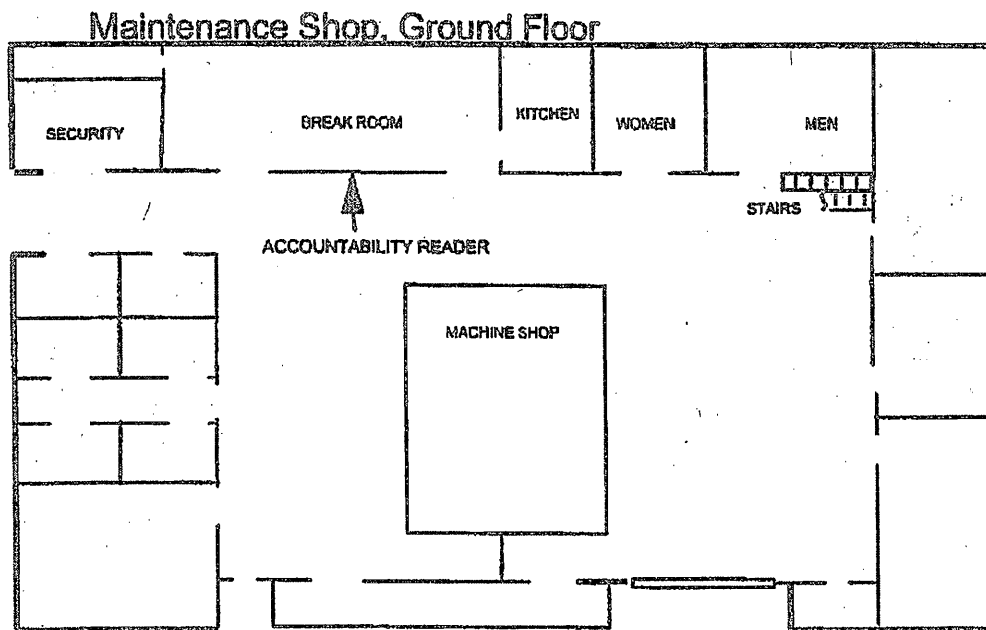 Maintenance Shop, Ground Floor
SECURITY
BREAK ROOM
KITCHEN
WOMEN
MEN
STAIRS
ACCOUNTABILITY READER
MACHINE SHOP